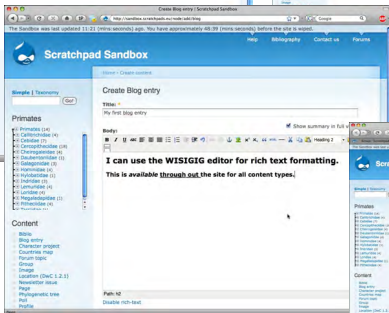 Create Blog entry | Scratchpad Sandbox
http://sandbox.scratchpads.eu/node/add/blog
Google
The Sandbox was last updated 11:21 (mins:seconds) ago. You have approximately 48:39 (mins:seconds) before the site is wiped.
Help Bibliography Contact us Forums
Scratchpad Sandbox
Home › Create content
Simple | Taxonomy
Go!
Create Blog entry
Title: *
My first blog entry
Show summary in full v
Body:
Heading 2
I can use the WISIGIG editor for rich text formatting.
This is available through out the site for all content types.
Path: h2
Disable rich-text
Primates
Primates (14)
Callitrichidae (4)
Cebidae (7)
Cercopithecidae (19)
Cheirogaleidae (4)
Daubentoniidae (1)
Galagonidae (3)
Hominidae (4)
Hylobatidae (1)
Indridae (3)
Lemuridae (4)
Loridae (4)
Megaladapidae (1)
Pitheciidae (4)
Content
Biblio
Blog entry
Character project
Countries map
Forum topic
Group
Image
Location (DwC 1.2.1)
Newsletter issue
Page
Phylogenetic tree
Poll
Profile
Scr
Simple | Taxonomy
Primates
Content